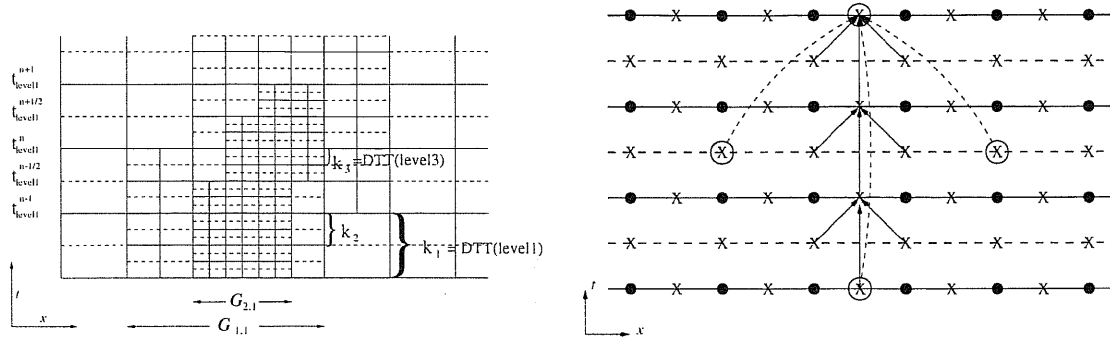 t^{n+1}_{level1}
t^{n+1/2}_{level1}
t^{n}_{level1}
t^{n-1/2}_{level1}
t^{n-1}_{level1}
k_3 = DTT(level3)
k_2
k_1 = DTT(level1)
t
x
G_{2,1}
G_{1,1}
X X X X X
X X X X X X
X X X X X
X X X X X X
X X X X X
X X X X X X
X X X X X
t
x